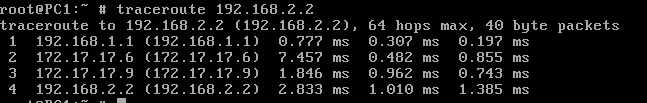 root@PC1:~ # traceroute 192.168.2.2
traceroute to 192.168.2.2 (192.168.2.2), 64 hops max, 40 byte packets
1 192.168.1.1 (192.168.1.1) 0.777 ms 0.307 ms 0.197 ms
2 172.17.17.6 (172.17.17.6) 7.457 ms 0.482 ms 0.855 ms
3 172.17.17.9 (172.17.17.9) 1.846 ms 0.962 ms 0.743 ms
4 192.168.2.2 (192.168.2.2) 2.833 ms 1.010 ms 1.385 ms
root@PC1:~ #